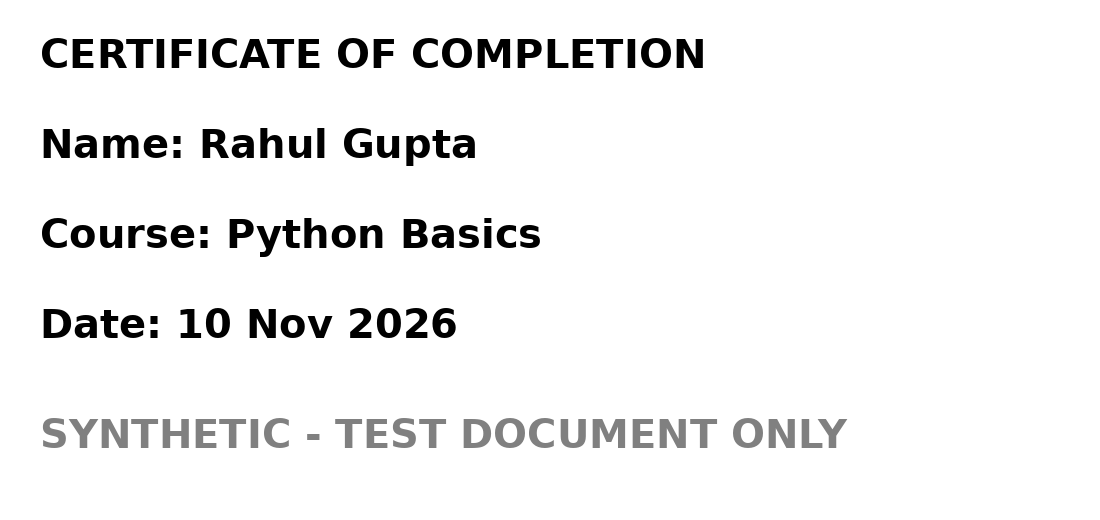 CERTIFICATE OF COMPLETION
Name: Rahul Gupta
Course: Python Basics
Date: 10 Nov 2026
SYNTHETIC - TEST DOCUMENT ONLY